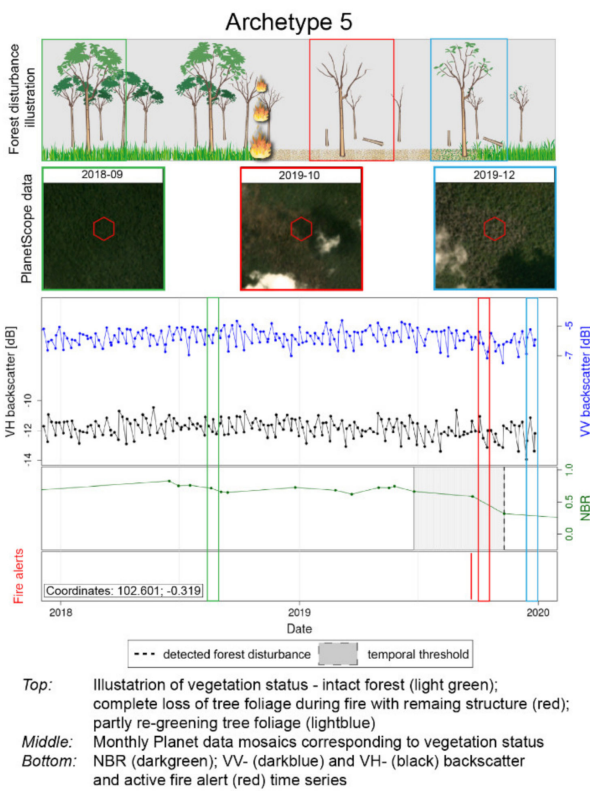 Archetype 5
Forest disturbance
illustration
PlanetScope data
2018-09
2019-10
2019-12
VH backscatter [dB]
-10
-12
-14
-5
-7
VV backscatter [dB]
1.0
0.5
0.0
NBR
Fire alerts
Coordinates: 102.601; -0.319
2018
2019
2020
Date
detected forest disturbance
temporal threshold
Top: Illustatrion of vegetation status - intact forest (light green);
complete loss of tree foliage during fire with remaing structure (red);
partly re-greening tree foliage (lightblue)
Middle: Monthly Planet data mosaics corresponding to vegetation status
Bottom: NBR (darkgreen); VV- (darkblue) and VH- (black) backscatter
and active fire alert (red) time series